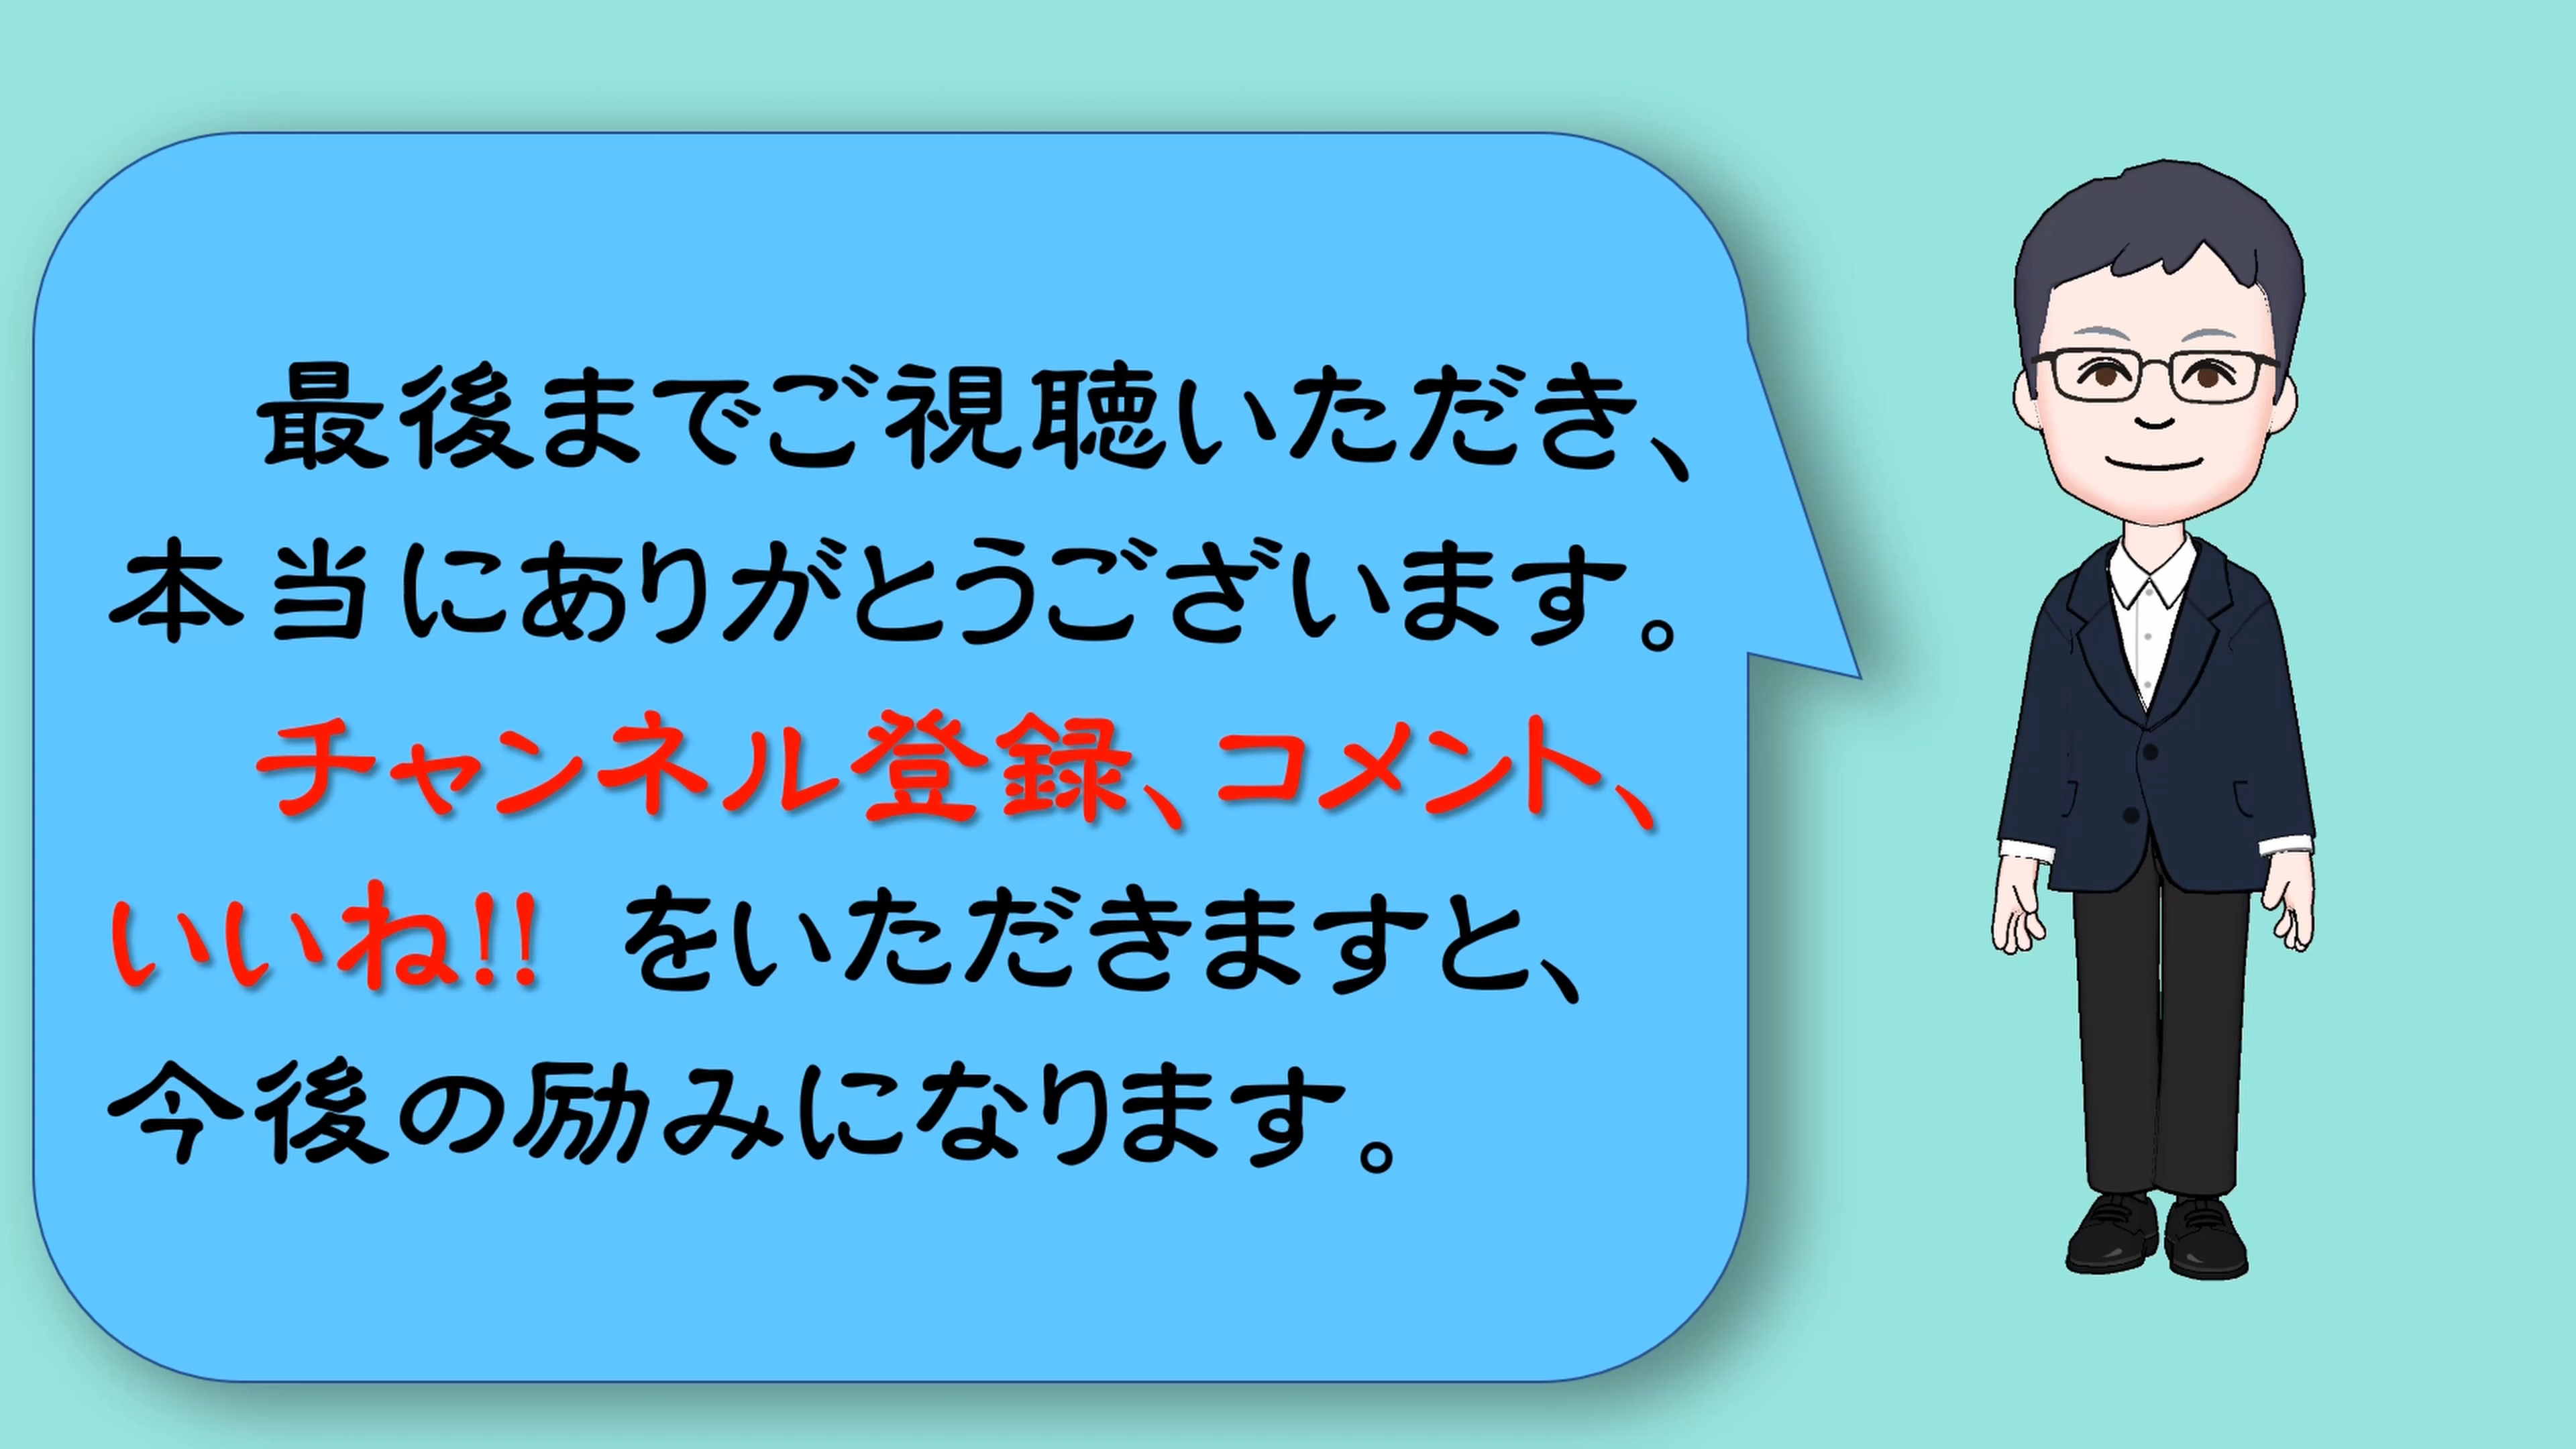 最後までご視聴いただき、
本当にありがとうございます。
チャンネル登録、コメント、
いいね!! をいただきますと、
今後の励みになります。